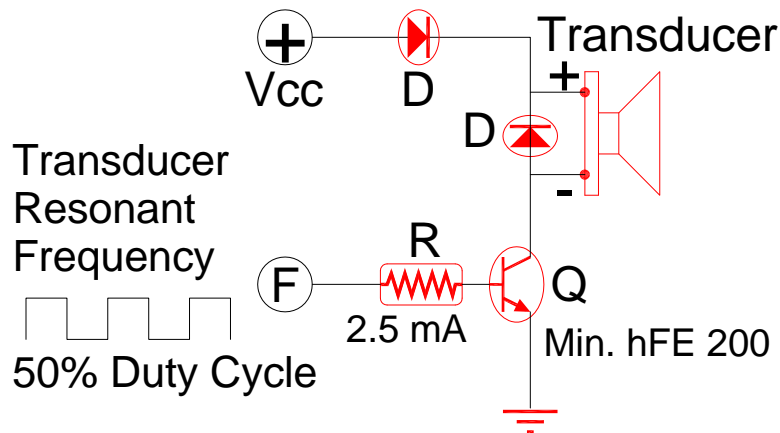 +
Vcc
D
Transducer
+
D
-
Transducer
Resonant
Frequency
F
R
2.5 mA
Q
Min. hFE 200
50% Duty Cycle